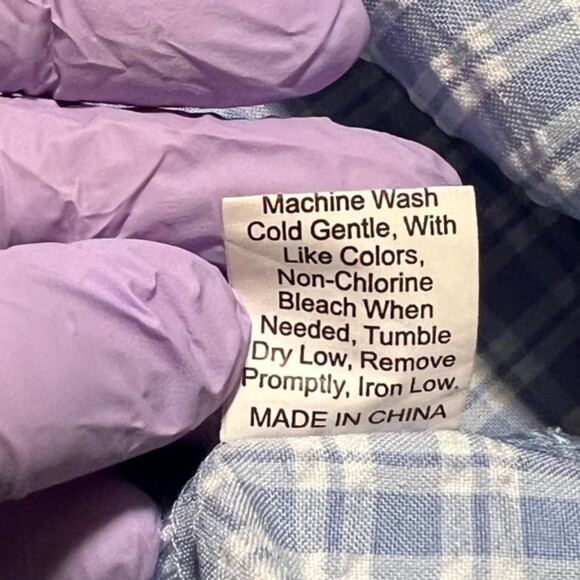 Machine Wash
Cold Gentle, With
Like Colors,
Non-Chlorine
Bleach When
Needed, Tumble
Dry Low, Remove
Promptly, Iron Low.
MADE IN CHINA